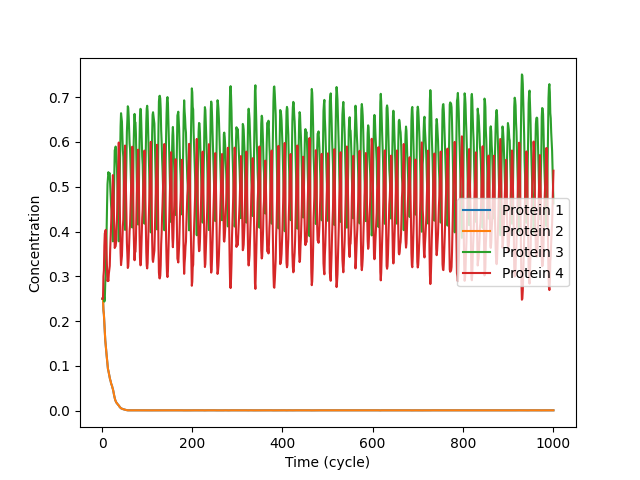 0.7
0.6
0.5
0.4
0.3
0.2
0.1
0.0
Concentration
Protein 1
Protein 2
Protein 3
Protein 4
0 200 400 600 800 1000
Time (cycle)